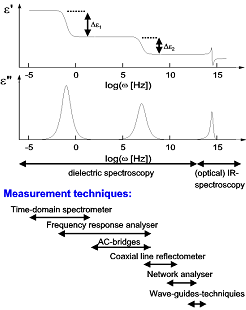 ε'
Δε₁
Δε₂
-5 0 5 10 15
log(ω [Hz])
ε''
-5 0 5 10 15
log(ω [Hz])
dielectric spectroscopy
(optical) IR-
spectroscopy
Measurement techniques:
Time-domain spectrometer
Frequency response analyser
AC-bridges
Coaxial line reflectometer
Network analyser
Wave-guides-techniques